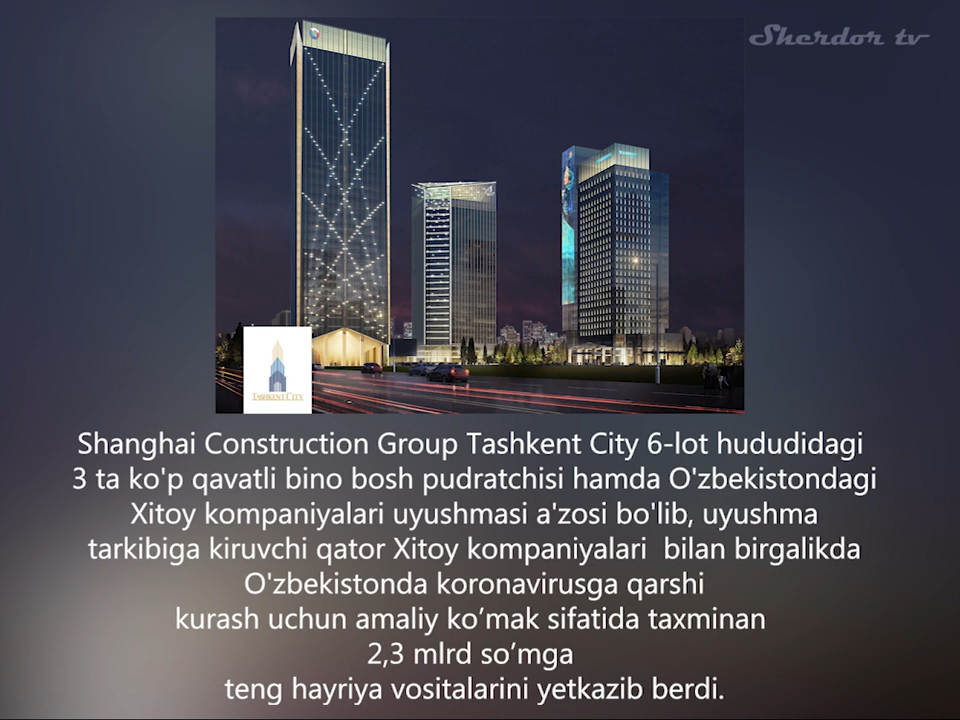 Sherdor tv
TASHKENT CITY
Shanghai Construction Group Tashkent City 6-lot hududidagi
3 ta ko'p qavatli bino bosh pudratchisi hamda O'zbekistondagi
Xitoy kompaniyalari uyushmasi a'zosi bo'lib, uyushma
tarkibiga kiruvchi qator Xitoy kompaniyalari  bilan birgalikda
O'zbekistonda koronavirusga qarshi
kurash uchun amaliy ko’mak sifatida taxminan
2,3 mlrd so’mga
teng hayriya vositalarini yetkazib berdi.